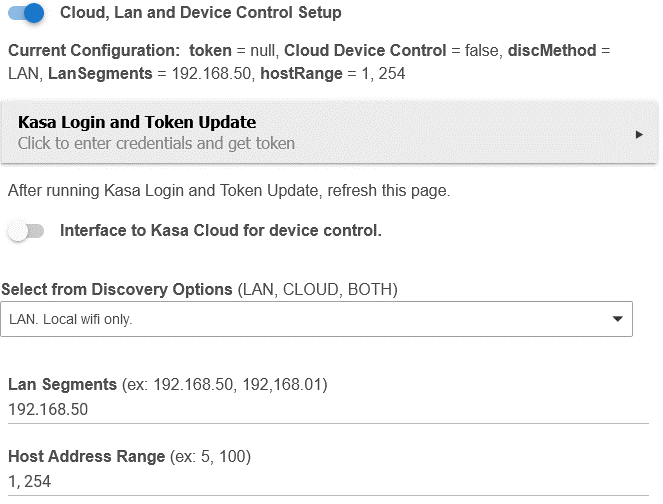 Cloud, Lan and Device Control Setup
Current Configuration: token = null, Cloud Device Control = false, discMethod =
LAN, LanSegments = 192.168.50, hostRange = 1, 254
Kasa Login and Token Update
Click to enter credentials and get token
After running Kasa Login and Token Update, refresh this page.
Interface to Kasa Cloud for device control.
Select from Discovery Options (LAN, CLOUD, BOTH)
LAN. Local wifi only.
Lan Segments (ex: 192.168.50, 192,168.01)
192.168.50
Host Address Range (ex: 5, 100)
1, 254